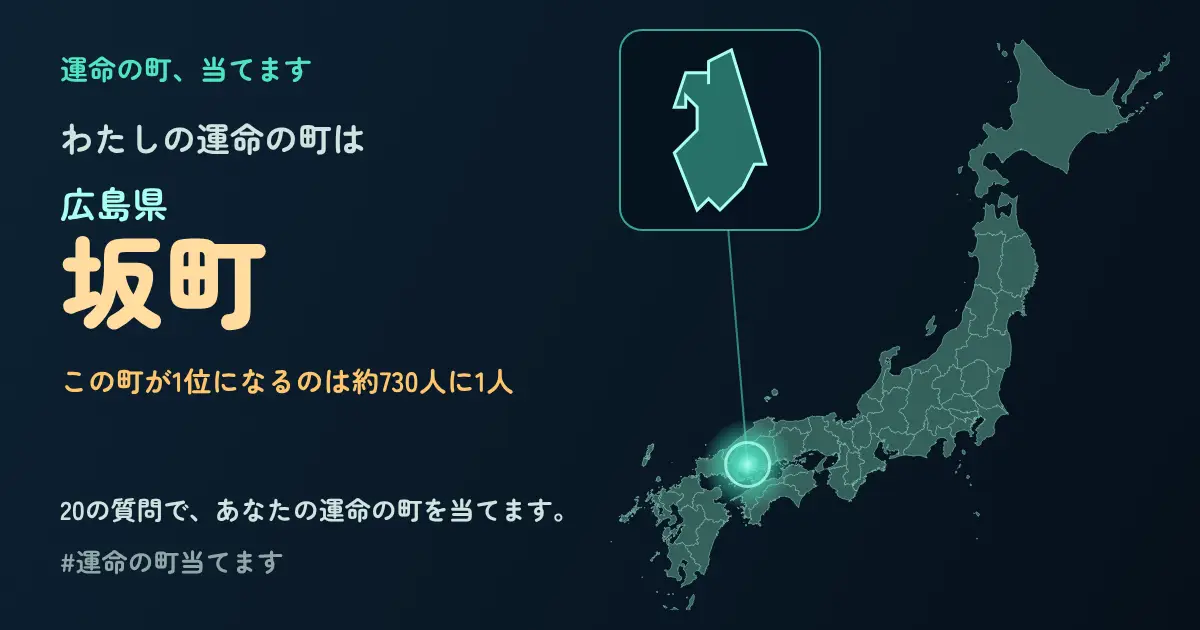 運命の町、当てます
わたしの運命の町は
広島県
坂町
この町が1位になるのは約730人に1人
20の質問で、あなたの運命の町を当てます。
#運命の町当てます